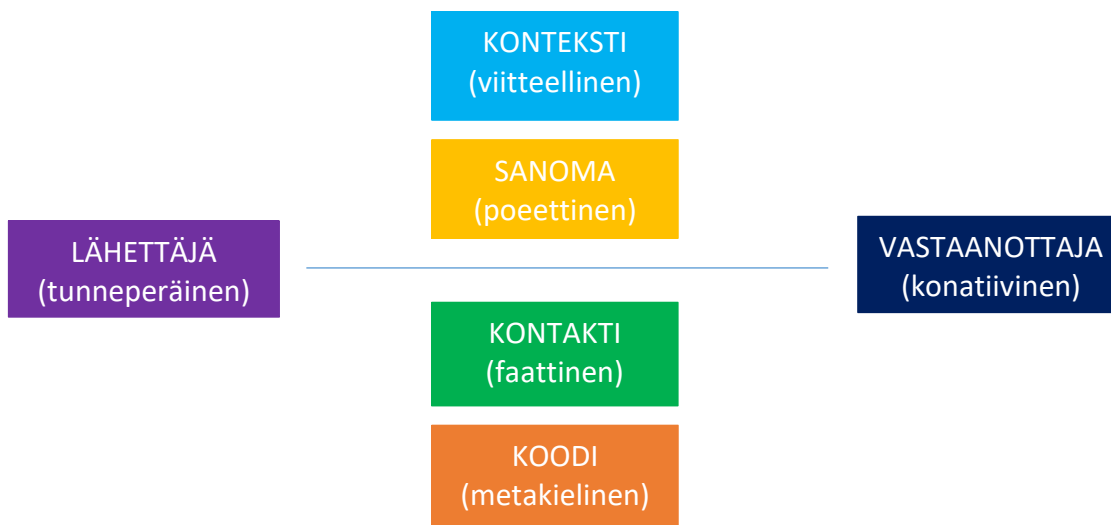 KONTEKSTI
(viitteellinen)
SANOMA
(poeettinen)
LÄHETTÄJÄ
(tunneperäinen)
VASTAANOTTAJA
(konatiivinen)
KONTAKTI
(faattinen)
KOODI
(metakielinen)